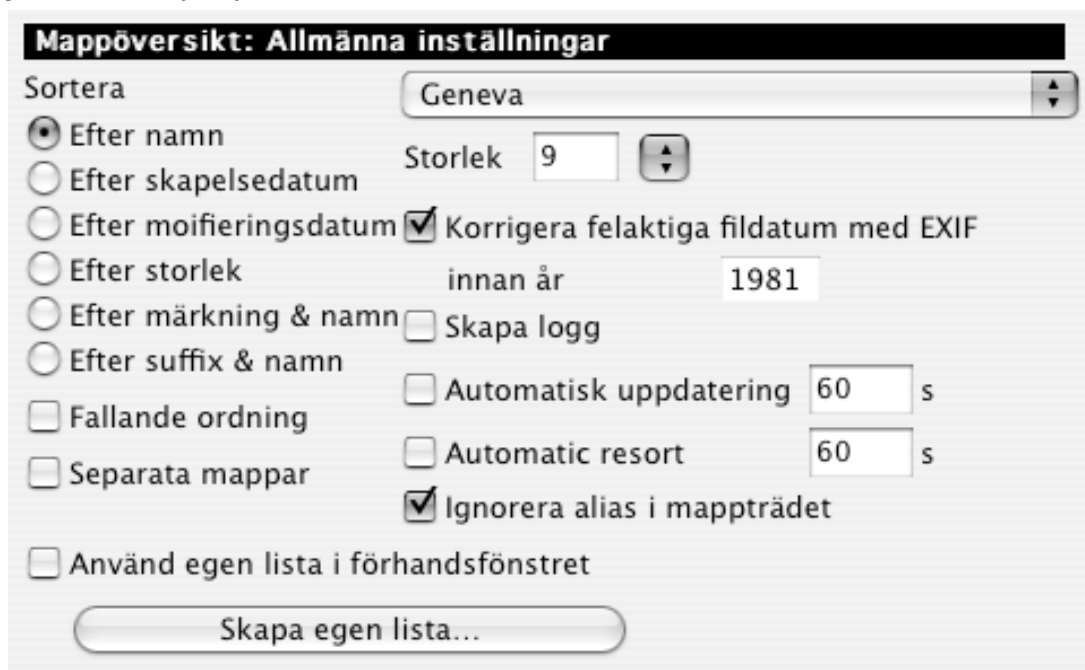 Mappöversikt: Allmänna inställningar
Sortera
Efter namn
Efter skapelsedatum
Efter moifieringsdatum
Efter storlek
Efter märkning & namn
Efter suffix & namn
Fallande ordning
Separata mappar
Geneva
Storlek 9
Korrigera felaktiga fildatum med EXIF
innan år 1981
Skapa logg
Automatisk uppdatering 60 s
Automatic resort 60 s
Ignorera alias i mappträdet
Använd egen lista i förhandsfönstret
Skapa egen lista...